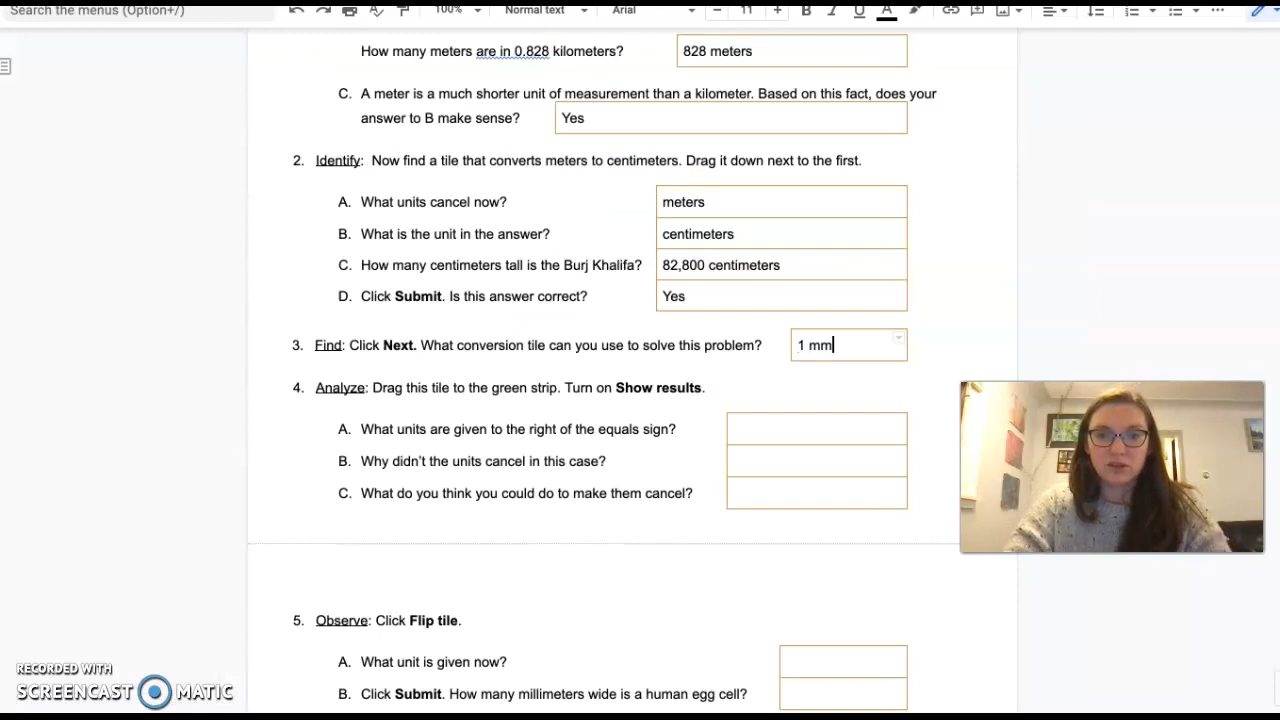 Search the menus (Option+/)
100%
Normal text
Arial
11
B I U A
How many meters are in 0.828 kilometers?
828 meters
C. A meter is a much shorter unit of measurement than a kilometer. Based on this fact, does your
answer to B make sense?
Yes
2. Identify: Now find a tile that converts meters to centimeters. Drag it down next to the first.
A. What units cancel now?
meters
B. What is the unit in the answer?
centimeters
C. How many centimeters tall is the Burj Khalifa?
82,800 centimeters
D. Click Submit. Is this answer correct?
Yes
3. Find: Click Next. What conversion tile can you use to solve this problem?
1 mm
4. Analyze: Drag this tile to the green strip. Turn on Show results.
A. What units are given to the right of the equals sign?
B. Why didn't the units cancel in this case?
C. What do you think you could do to make them cancel?
5. Observe: Click Flip tile.
A. What unit is given now?
B. Click Submit. How many millimeters wide is a human egg cell?
RECORDED WITH
SCREENCAST MATIC